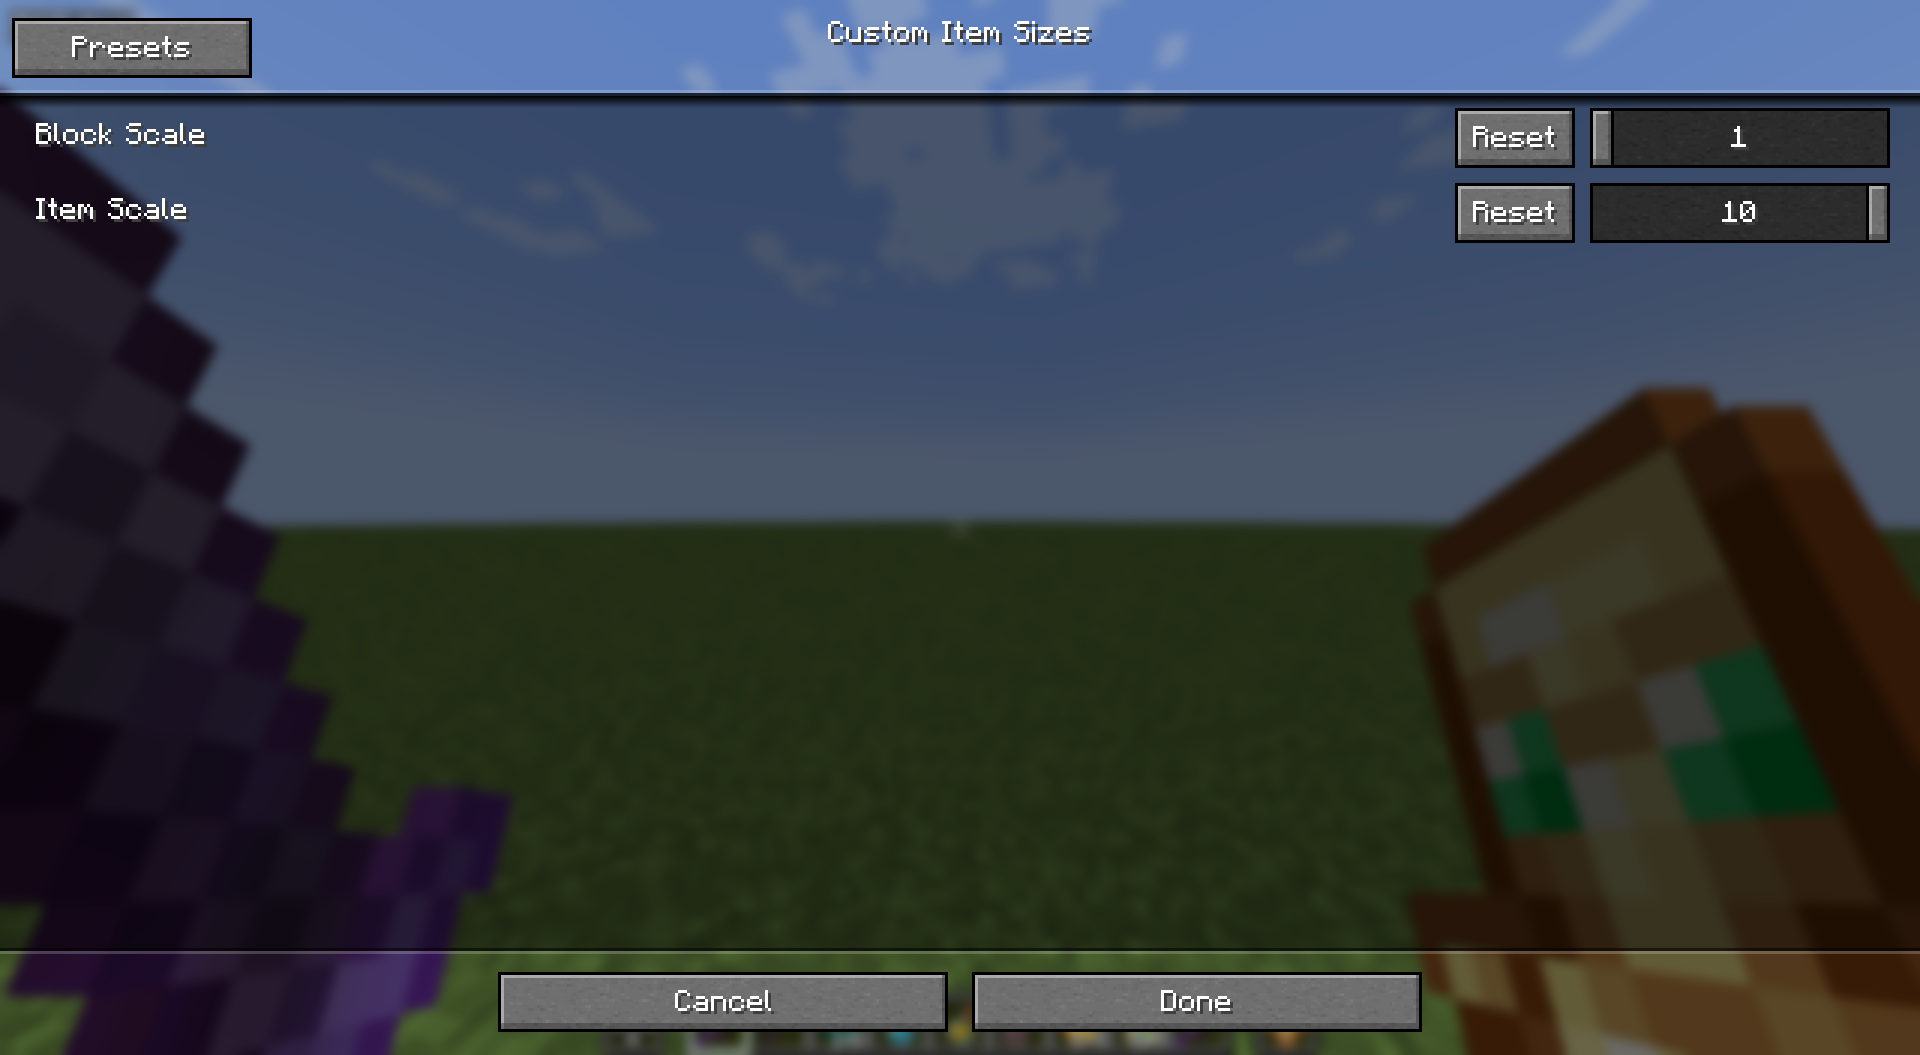 Presets
Custom Item Sizes
Block Scale
Reset
1
Item Scale
Reset
10
Cancel
Done